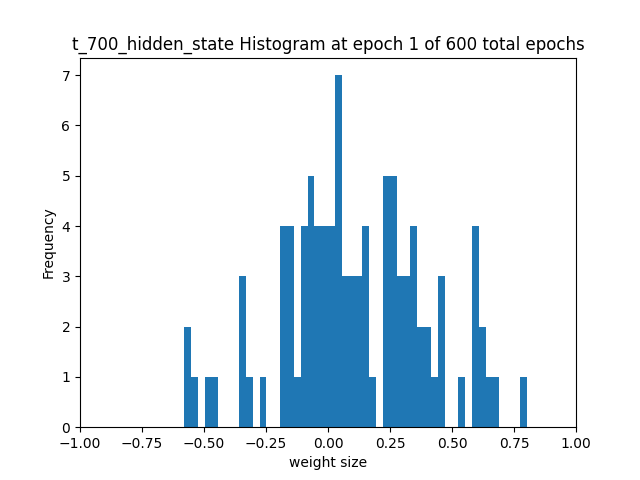 t_700_hidden_state Histogram at epoch 1 of 600 total epochs
7
6
5
4
3
2
1
0
Frequency
−1.00 −0.75 −0.50 −0.25 0.00 0.25 0.50 0.75 1.00
weight size